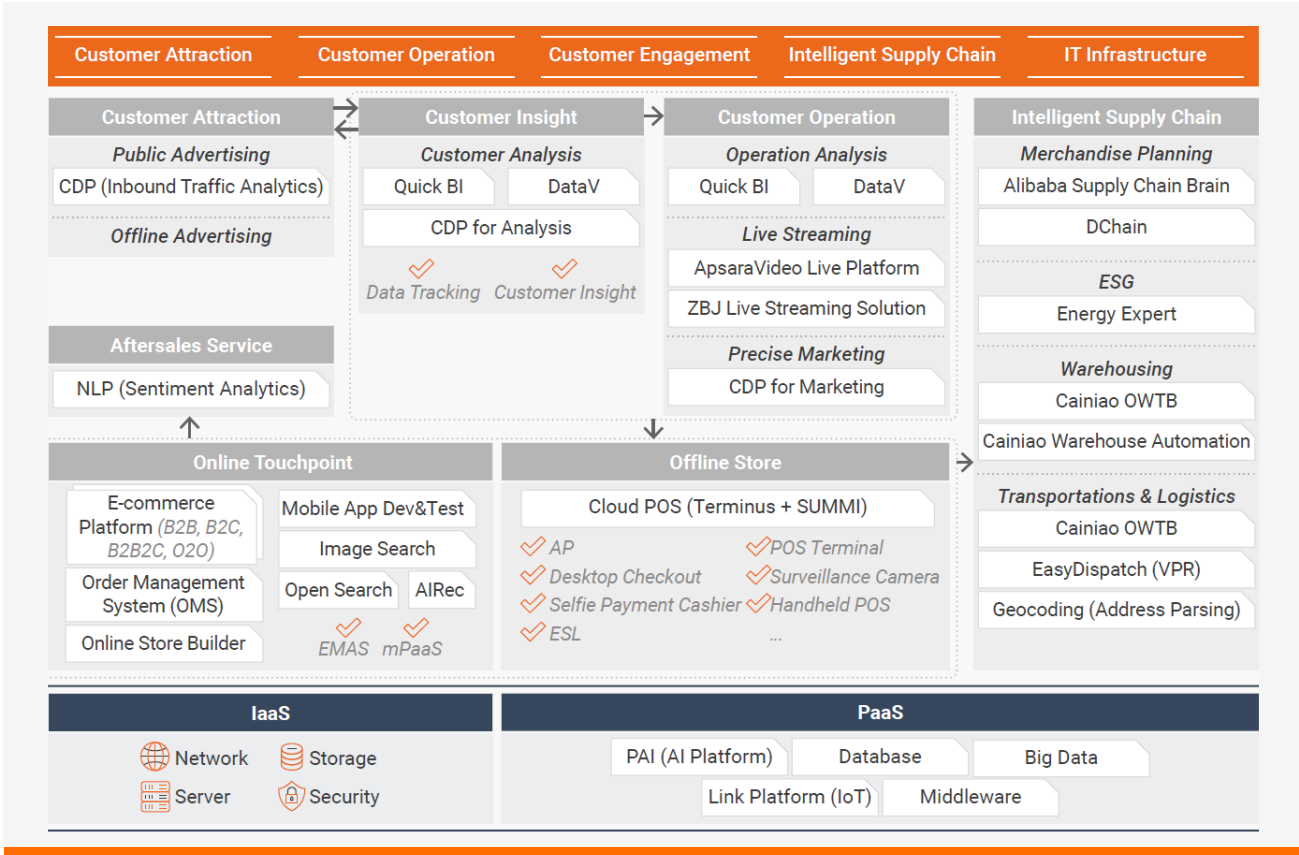 Customer Attraction
Customer Operation
Customer Engagement
Intelligent Supply Chain
IT Infrastructure
Customer Attraction
Public Advertising
CDP (Inbound Traffic Analytics)
Offline Advertising
Customer Insight
Customer Analysis
Quick BI
DataV
CDP for Analysis
Data Tracking
Customer Insight
Customer Operation
Operation Analysis
Quick BI
DataV
Live Streaming
ApsaraVideo Live Platform
ZBJ Live Streaming Solution
Precise Marketing
CDP for Marketing
Intelligent Supply Chain
Merchandise Planning
Alibaba Supply Chain Brain
DChain
ESG
Energy Expert
Warehousing
Cainiao OWTB
Cainiao Warehouse Automation
Transportations & Logistics
Cainiao OWTB
EasyDispatch (VPR)
Geocoding (Address Parsing)
Aftersales Service
NLP (Sentiment Analytics)
Online Touchpoint
E-commerce
Platform (B2B, B2C,
B2B2C, O2O)
Order Management
System (OMS)
Online Store Builder
Mobile App Dev&Test
Image Search
Open Search
AIRec
EMAS
mPaaS
Offline Store
Cloud POS (Terminus + SUMMI)
AP
POS Terminal
Desktop Checkout
Surveillance Camera
Selfie Payment Cashier
Handheld POS
ESL
...
IaaS
Network
Storage
Server
Security
PaaS
PAI (AI Platform)
Database
Big Data
Link Platform (IoT)
Middleware